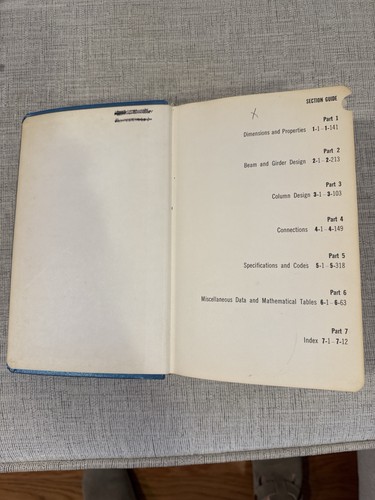 SECTION GUIDE
Part 1
Dimensions and Properties 1-1 - 1-141
Part 2
Beam and Girder Design 2-1 - 2-213
Part 3
Column Design 3-1 - 3-103
Part 4
Connections 4-1 - 4-149
Part 5
Specifications and Codes 5-1 - 5-318
Part 6
Miscellaneous Data and Mathematical Tables 6-1 - 6-63
Part 7
Index 7-1 - 7-12